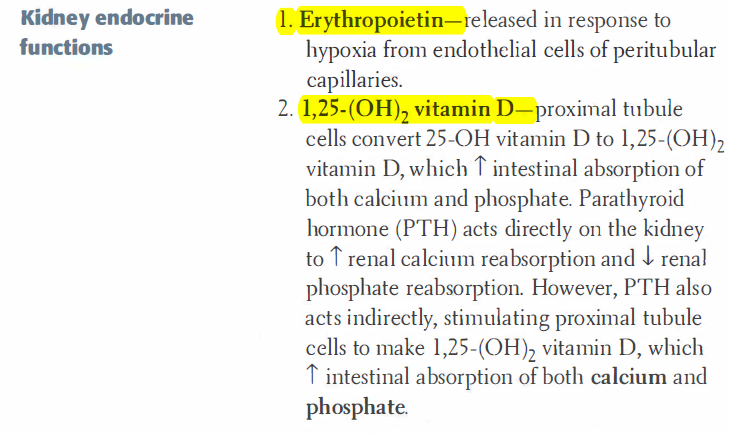 Kidney endocrine
functions
1. Erythropoietin—released in response to
hypoxia from endothelial cells of peritubular
capillaries.
2. 1,25-(OH)₂ vitamin D—proximal tubule
cells convert 25-OH vitamin D to 1,25-(OH)₂
vitamin D, which ↑ intestinal absorption of
both calcium and phosphate. Parathyroid
hormone (PTH) acts directly on the kidney
to ↑ renal calcium reabsorption and ↓ renal
phosphate reabsorption. However, PTH also
acts indirectly, stimulating proximal tubule
cells to make 1,25-(OH)₂ vitamin D, which
↑ intestinal absorption of both calcium and
phosphate.